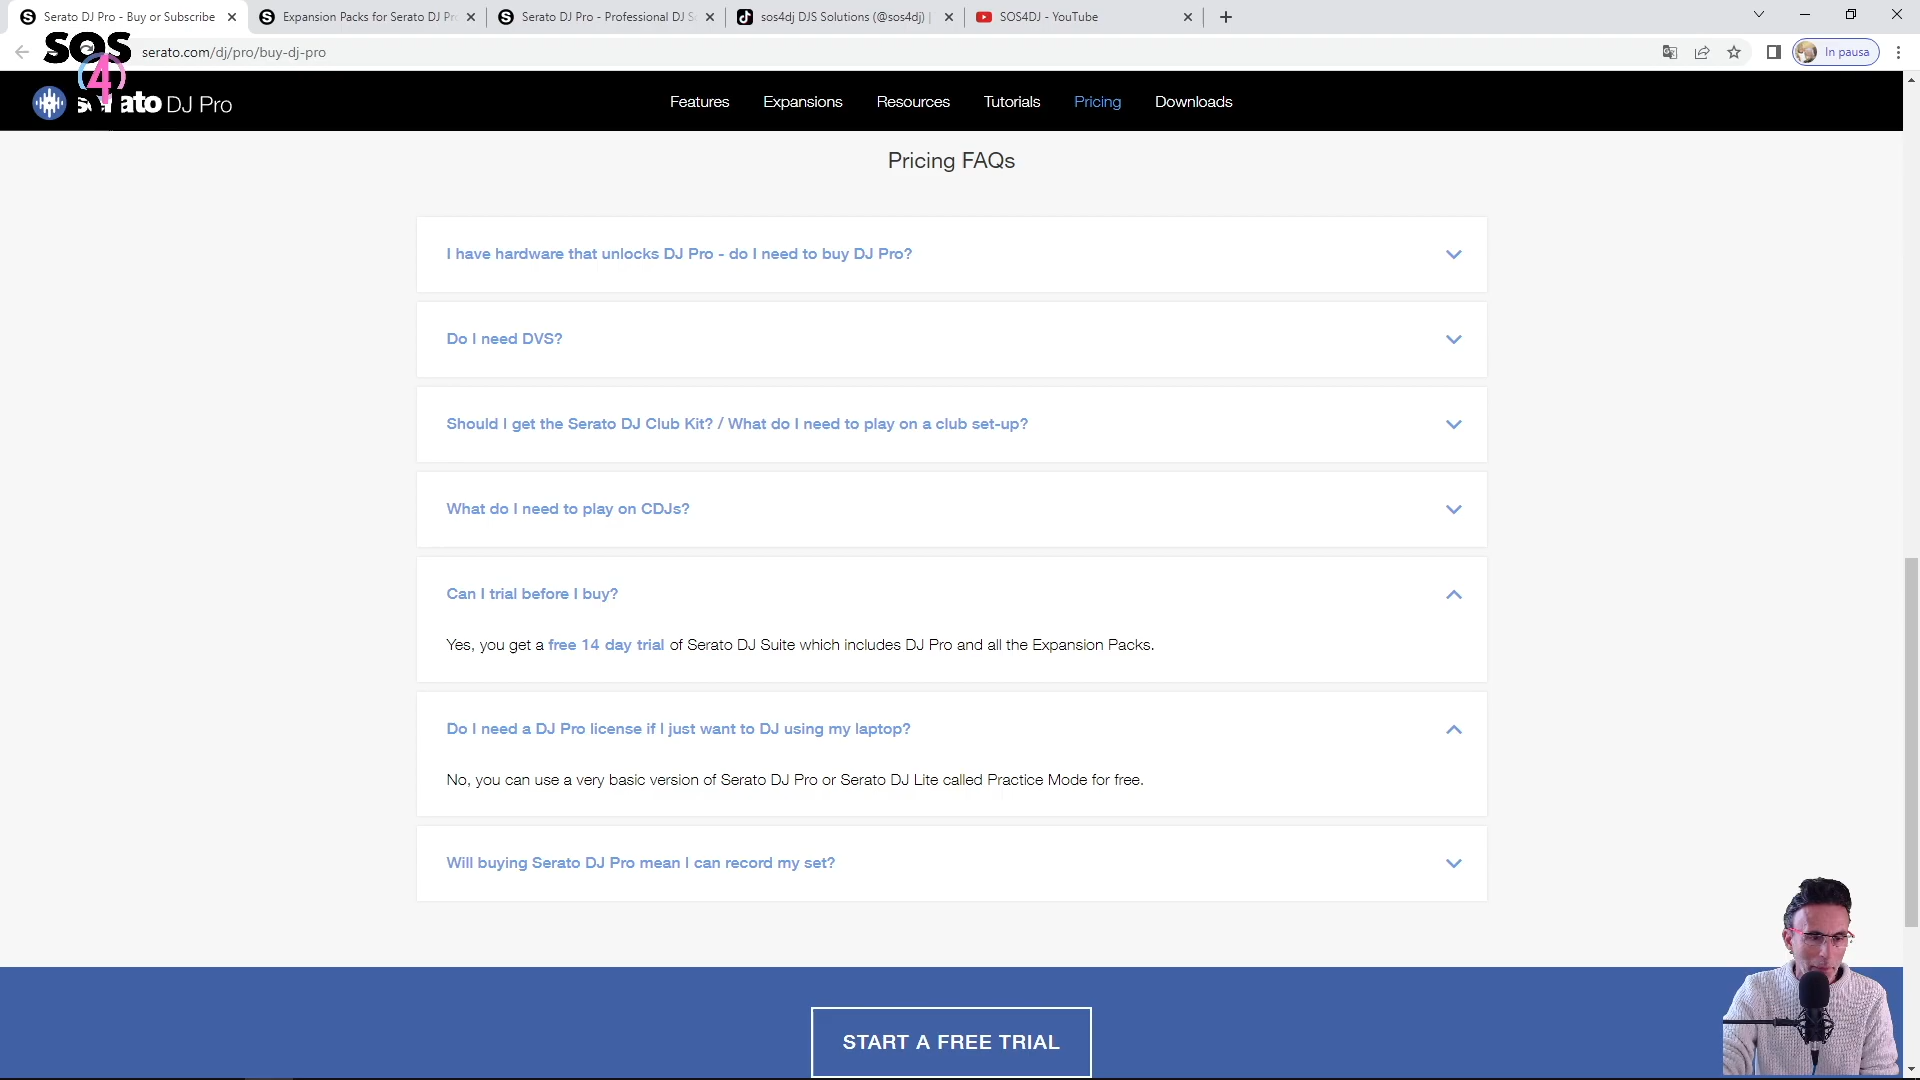 Serato DJ Pro - Buy or Subscribe
Expansion Packs for Serato DJ Pro
Serato DJ Pro - Professional DJ S
sos4dj DJS Solutions (@sos4dj) |
SOS4DJ - YouTube
serato.com/dj/pro/buy-dj-pro
In pausa
SOS
4
serato DJ Pro
Features
Expansions
Resources
Tutorials
Pricing
Downloads
Pricing FAQs
I have hardware that unlocks DJ Pro - do I need to buy DJ Pro?
Do I need DVS?
Should I get the Serato DJ Club Kit? / What do I need to play on a club set-up?
What do I need to play on CDJs?
Can I trial before I buy?
Yes, you get a free 14 day trial of Serato DJ Suite which includes DJ Pro and all the Expansion Packs.
Do I need a DJ Pro license if I just want to DJ using my laptop?
No, you can use a very basic version of Serato DJ Pro or Serato DJ Lite called Practice Mode for free.
Will buying Serato DJ Pro mean I can record my set?
START A FREE TRIAL